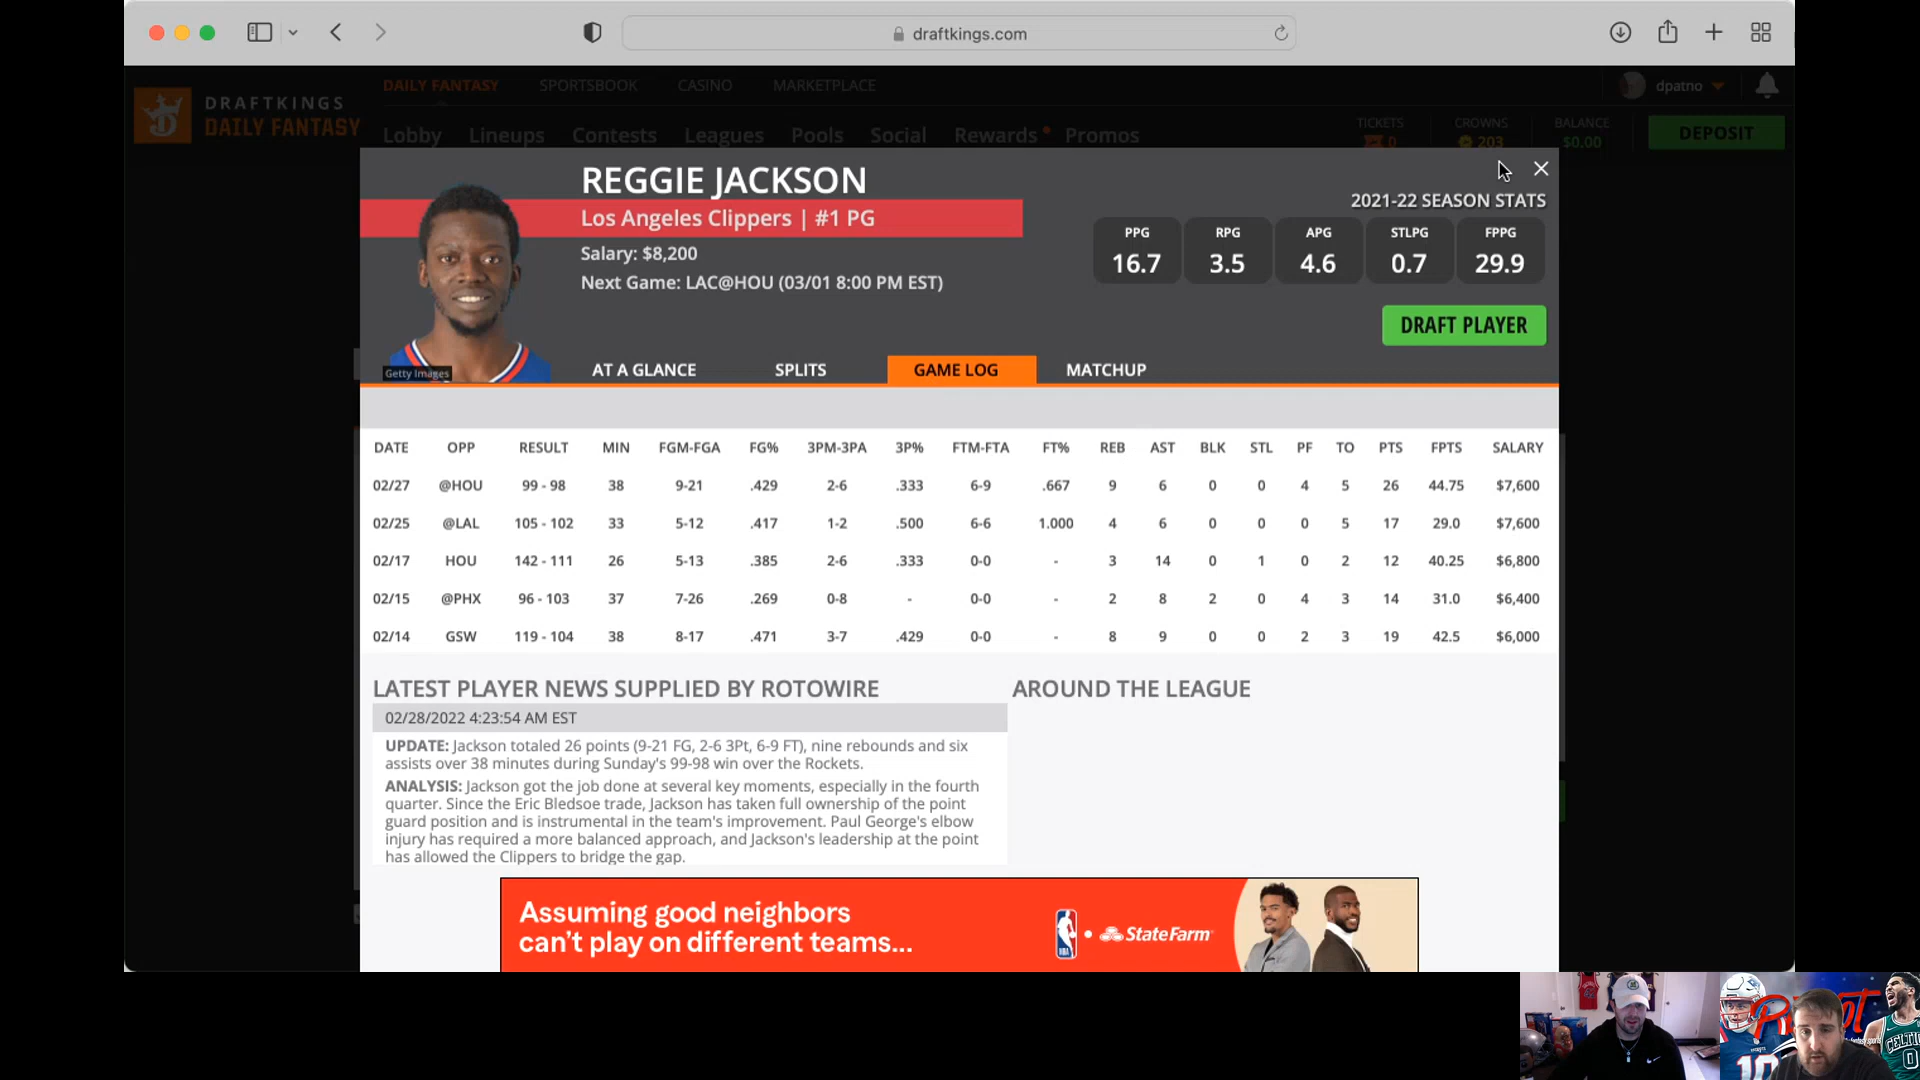 draftkings.com
DRAFTKINGS
DAILY FANTASY
DAILY FANTASY SPORTSBOOK CASINO MARKETPLACE
dpatno
Lobby Lineups Contests Leagues Pools Social Rewards Promos
TICKETS CROWNS BALANCE
0 203 $0.00
DEPOSIT
REGGIE JACKSON
Los Angeles Clippers | #1 PG
Salary: $8,200
Next Game: LAC@HOU (03/01 8:00 PM EST)
2021-22 SEASON STATS
PPG RPG APG STLPG FPPG
16.7 3.5 4.6 0.7 29.9
DRAFT PLAYER
Getty Images
AT A GLANCE SPLITS GAME LOG MATCHUP
DATE OPP RESULT MIN FGM-FGA FG% 3PM-3PA 3P% FTM-FTA FT% REB AST BLK STL PF TO PTS FPTS SALARY
02/27 @HOU 99 - 98 38 9-21 .429 2-6 .333 6-9 .667 9 6 0 0 4 5 26 44.75 $7,600
02/25 @LAL 105 - 102 33 5-12 .417 1-2 .500 6-6 1.000 4 6 0 0 0 5 17 29.0 $7,600
02/17 HOU 142 - 111 26 5-13 .385 2-6 .333 0-0 - 3 14 0 1 0 2 12 40.25 $6,800
02/15 @PHX 96 - 103 37 7-26 .269 0-8 - 0-0 - 2 8 2 0 4 3 14 31.0 $6,400
02/14 GSW 119 - 104 38 8-17 .471 3-7 .429 0-0 - 8 9 0 0 2 3 19 42.5 $6,000
LATEST PLAYER NEWS SUPPLIED BY ROTOWIRE
AROUND THE LEAGUE
02/28/2022 4:23:54 AM EST
UPDATE: Jackson totaled 26 points (9-21 FG, 2-6 3Pt, 6-9 FT), nine rebounds and six
assists over 38 minutes during Sunday's 99-98 win over the Rockets.
ANALYSIS: Jackson got the job done at several key moments, especially in the fourth
quarter. Since the Eric Bledsoe trade, Jackson has taken full ownership of the point
guard position and is instrumental in the team's improvement. Paul George's elbow
injury has required a more balanced approach, and Jackson's leadership at the point
has allowed the Clippers to bridge the gap.
Assuming good neighbors
can't play on different teams...
NBA
StateFarm
CELTIC
0
10